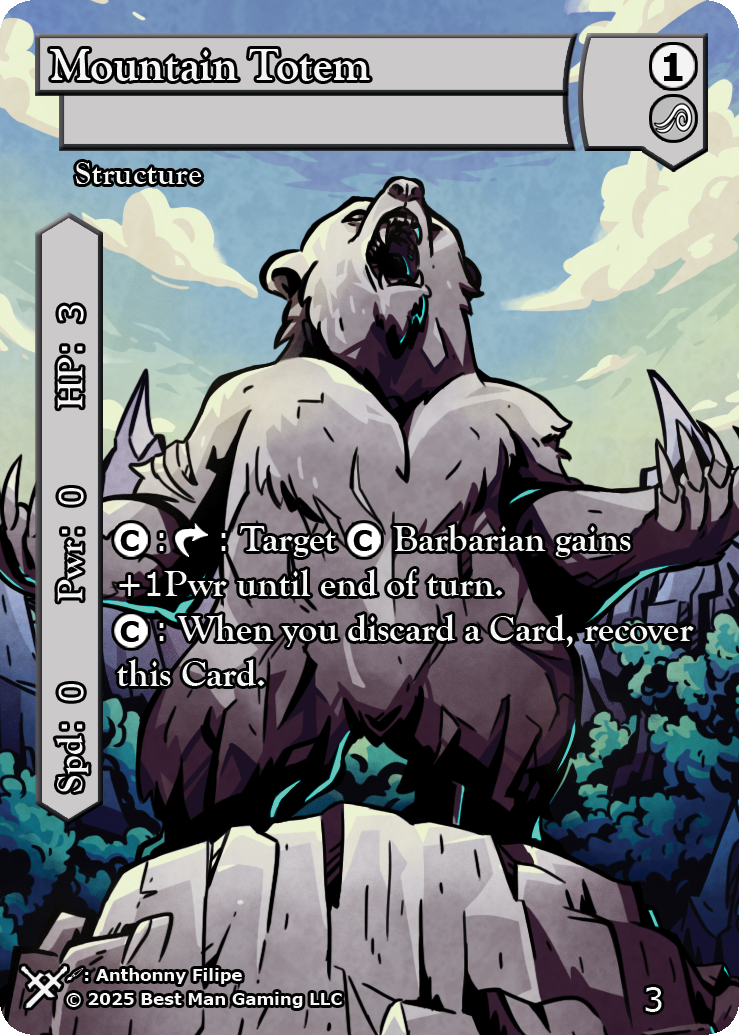 Mountain Totem
1
Structure
HP: 3
Pwr: 0
Spd: 0
C: : Target C Barbarian gains
+1Pwr until end of turn.
C: When you discard a Card, recover
this Card.
: Anthonny Filipe
© 2025 Best Man Gaming LLC
3